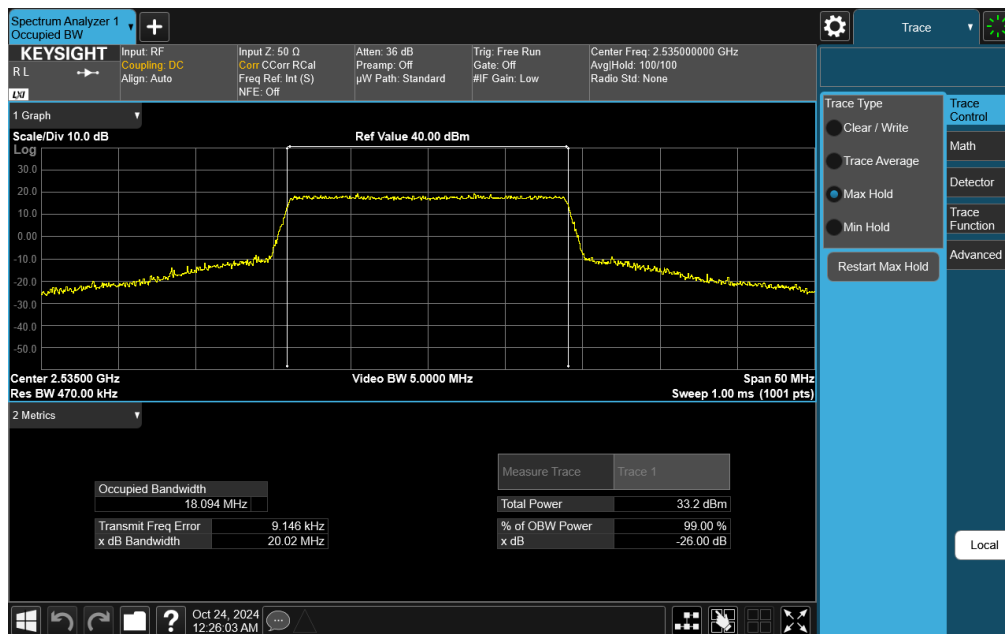 Spectrum Analyzer 1
Occupied BW
Trace
KEYSIGHT
R L
LXI
Input: RF
Coupling: DC
Align: Auto
Input Z: 50 Ω
Corr CCorr RCal
Freq Ref: Int (S)
NFE: Off
Atten: 36 dB
Preamp: Off
µW Path: Standard
Trig: Free Run
Gate: Off
#IF Gain: Low
Center Freq: 2.535000000 GHz
Avg|Hold: 100/100
Radio Std: None
1 Graph
Scale/Div 10.0 dB
Ref Value 40.00 dBm
Log
30.0
20.0
10.0
0.00
-10.0
-20.0
-30.0
-40.0
-50.0
Center 2.53500 GHz
Video BW 5.0000 MHz
Span 50 MHz
Res BW 470.00 kHz
Sweep 1.00 ms (1001 pts)
2 Metrics
Measure Trace
Trace 1
Occupied Bandwidth
18.094 MHz
Total Power
33.2 dBm
Transmit Freq Error
9.146 kHz
% of OBW Power
99.00 %
x dB Bandwidth
20.02 MHz
x dB
-26.00 dB
Oct 24, 2024
12:26:03 AM
Trace Type
Clear / Write
Trace Average
Max Hold
Min Hold
Restart Max Hold
Trace
Control
Math
Detector
Trace
Function
Advanced
Local